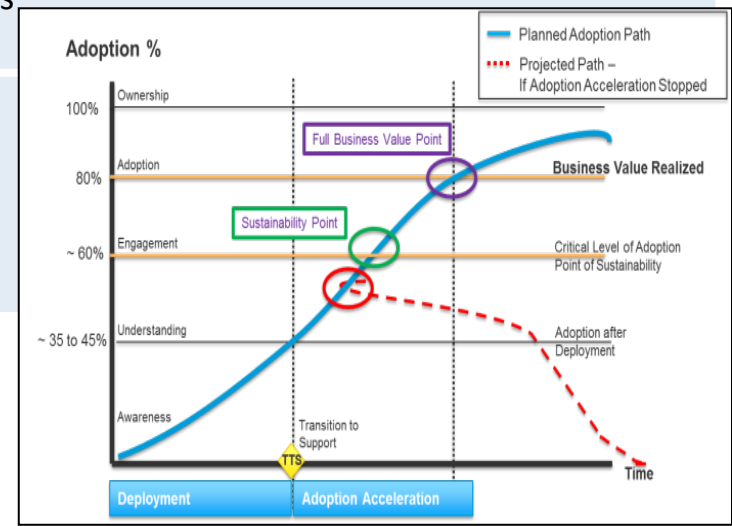 s
Adoption %
Planned Adoption Path
Projected Path –
If Adoption Acceleration Stopped
Ownership
100%
Full Business Value Point
Adoption
80%
Business Value Realized
Sustainability Point
Engagement
~ 60%
Critical Level of Adoption
Point of Sustainability
Understanding
~ 35 to 45%
Adoption after
Deployment
Awareness
Transition to
Support
TTS
Time
Deployment
Adoption Acceleration